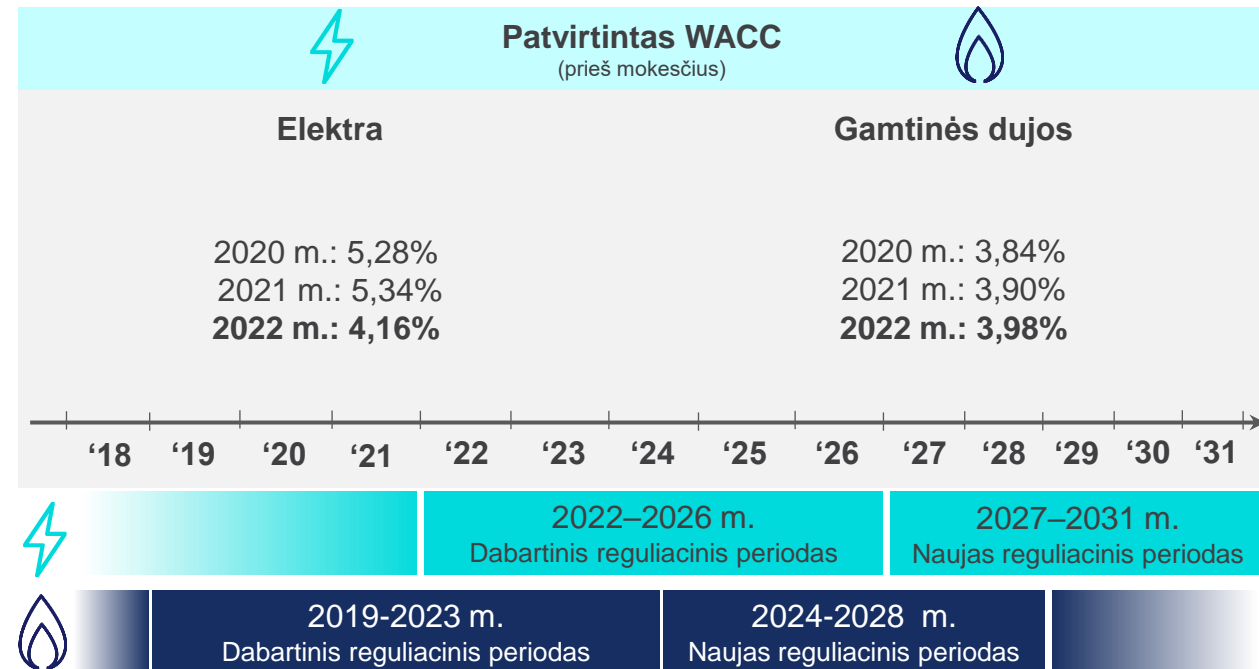 Patvirtintas WACC
(prieš mokesčius)
Elektra
Gamtinės dujos
2020 m.: 5,28%
2021 m.: 5,34%
2022 m.: 4,16%
2020 m.: 3,84%
2021 m.: 3,90%
2022 m.: 3,98%
‘18 ‘19 ‘20 ‘21 ‘22 ‘23 ‘24 ‘25 ‘26 ‘27 ‘28 ‘29 ‘30 ‘31
2022–2026 m.
Dabartinis reguliacinis periodas
2027–2031 m.
Naujas reguliacinis periodas
2019-2023 m.
Dabartinis reguliacinis periodas
2024-2028 m.
Naujas reguliacinis periodas